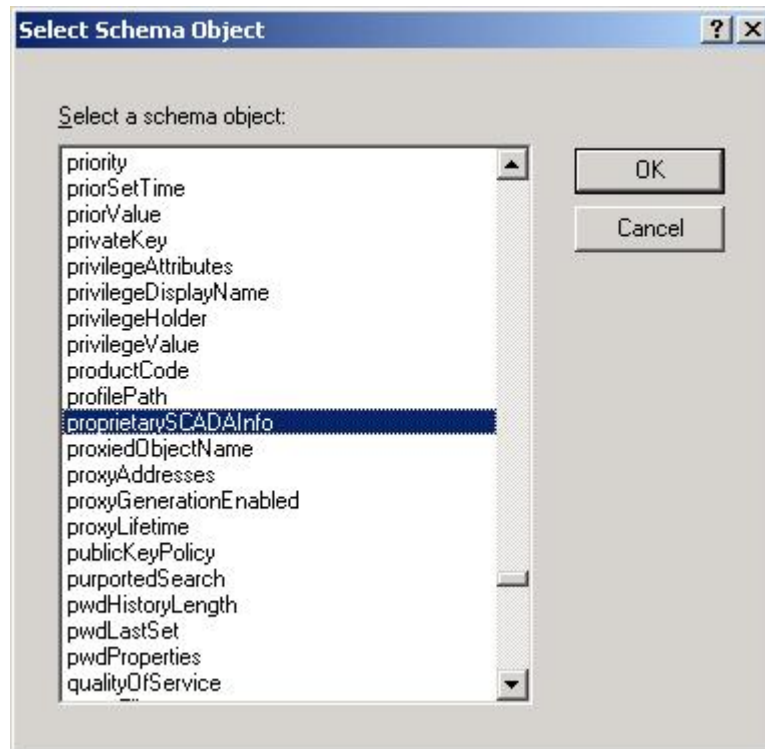 Select Schema Object
Select a schema object:
priority
priorSetTime
priorValue
privateKey
privilegeAttributes
privilegeDisplayName
privilegeHolder
privilegeValue
productCode
profilePath
proprietarySCADAInfo
proxiedObjectName
proxyAddresses
proxyGenerationEnabled
proxyLifetime
publicKeyPolicy
purportedSearch
pwdHistoryLength
pwdLastSet
pwdProperties
qualityOfService
OK
Cancel